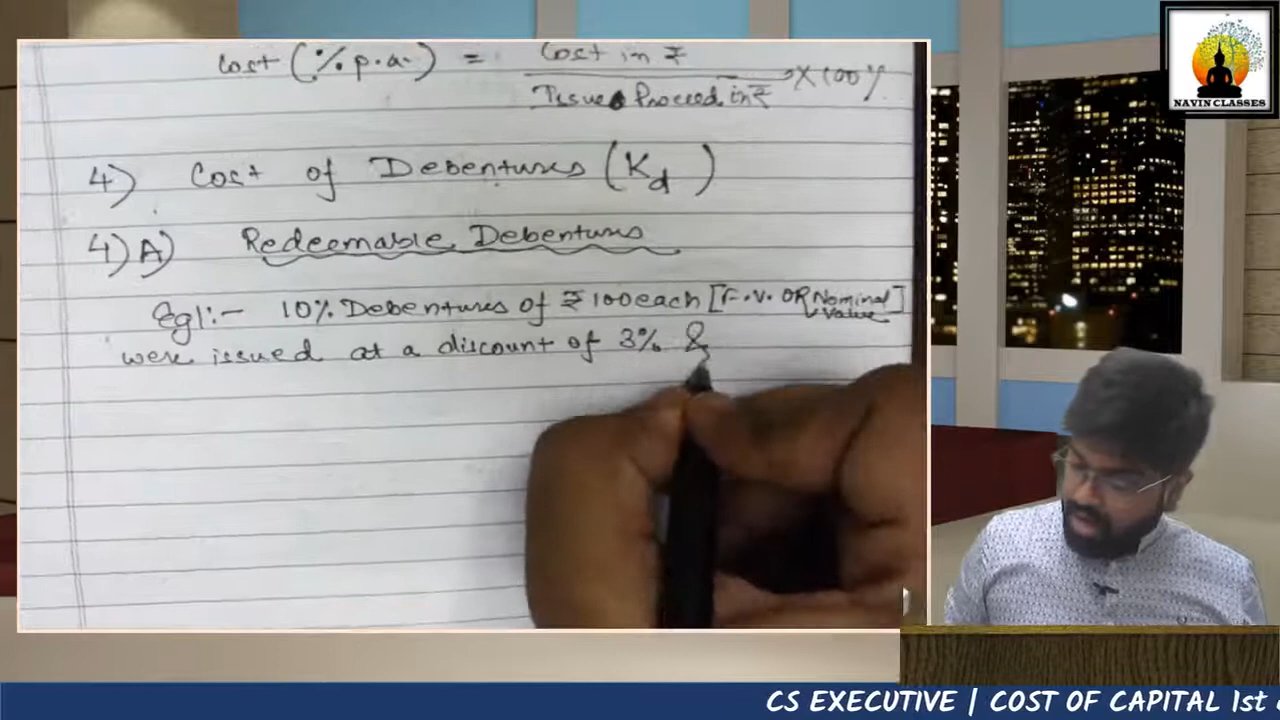 Cost (% p.a.) = Cost in ₹
Issue Proceed in ₹ X 100%
4) Cost of Debentures (Kd)
4) A) Redeemable Debentures
Eg1:- 10% Debentures of ₹ 100 each [F.V. OR Nominal Value]
were issued at a discount of 3% &
NAVIN CLASSES
CS EXECUTIVE | COST OF CAPITAL 1st